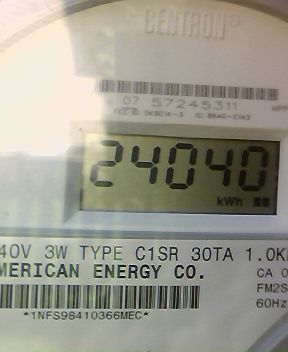 CENTRON®
07 57245311
24040
kWh
40V 3W TYPE C1SR 30TA 1.0K
MERICAN ENERGY CO.
CA 0
FM2S
60Hz
*1NFS98410366MEC*